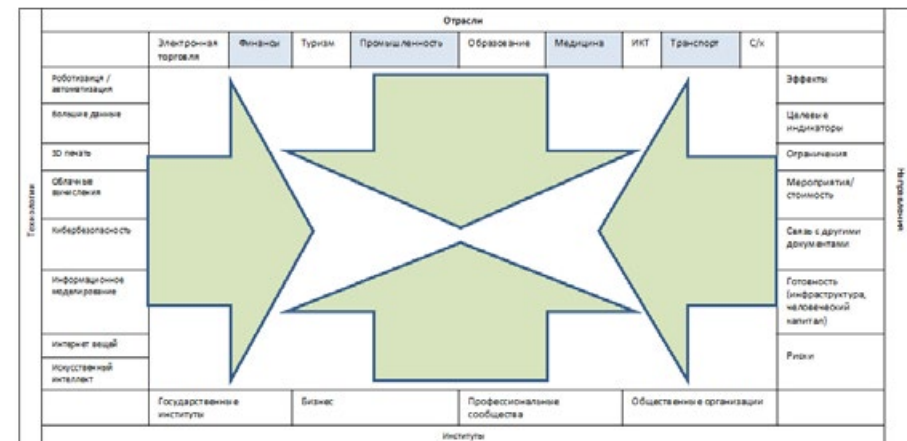 Отрасли
Электронная
торговля
Финансы
Туризм
Промышленность
Образование
Медицина
ИКТ
Транспорт
С/х
Технологии
Роботизация /
автоматизация
Большие данные
3D печать
Облачные
вычисления
Кибербезопасность
Информационное
моделирование
Интернет вещей
Искусственный
интеллект
Эффекты
Целевые
индикаторы
Ограничения
Мероприятия/
стоимость
Связь с другими
документами
Готовность
(инфраструктура,
человеческий
капитал)
Риски
Направления
Государственные
институты
Бизнес
Профессиональные
сообщества
Общественные организации
Институты